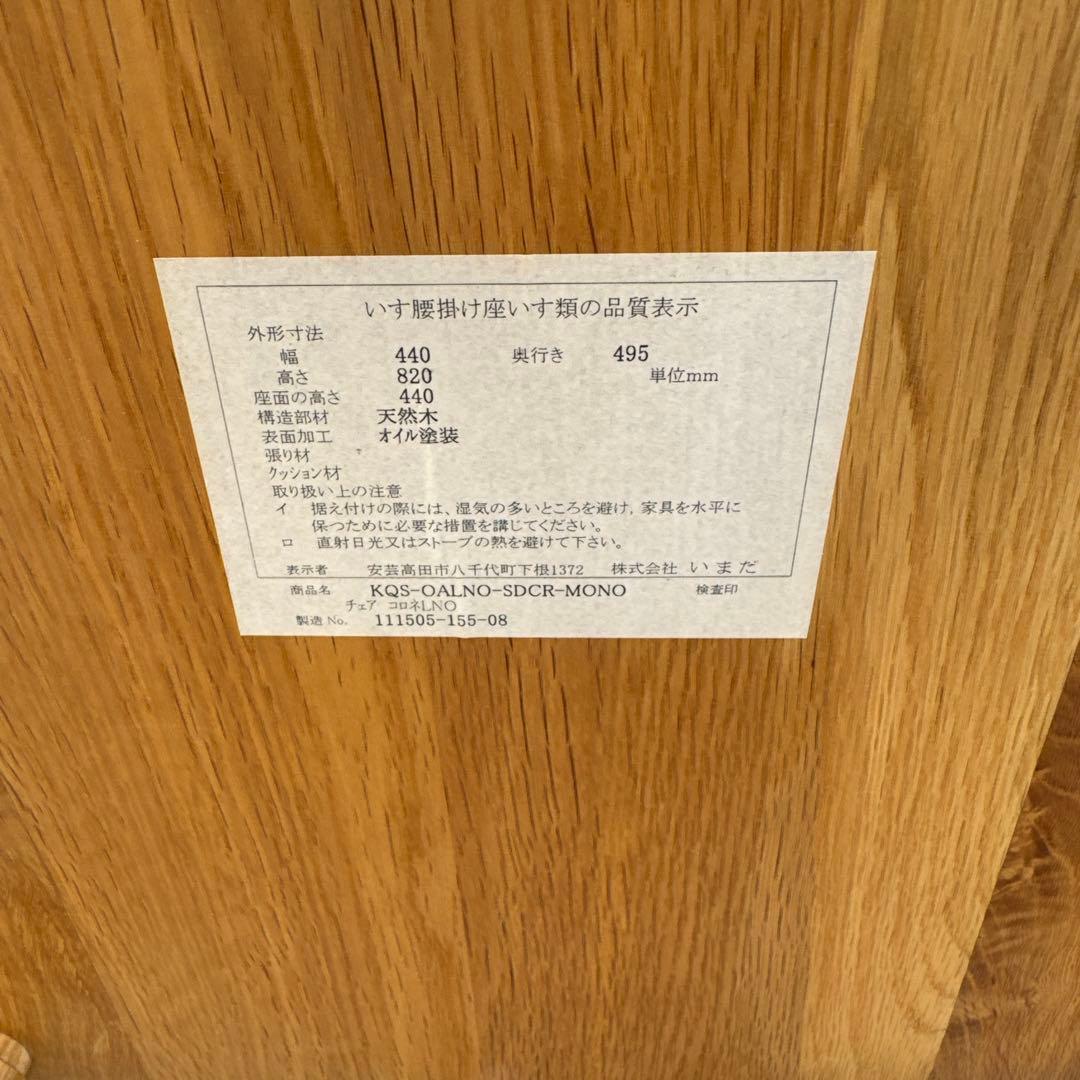 いす腰掛け座いす類の品質表示
外形寸法
幅 440 奥行き 495
高さ 820 単位mm
座面の高さ 440
構造部材 天然木
表面加工 オイル塗装
張り材
クッション材
取り扱い上の注意
イ 据え付けの際には、湿気の多いところを避け, 家具を水平に
保つために必要な措置を講じてください。
ロ 直射日光又はストーブの熱を避けて下さい。
表示者 安芸高田市八千代町下根1372 株式会社 いまだ
商品名 KQS-OALNO-SDCR-MONO 検査印
チェア コロネLNO
製造 No. 111505-155-08